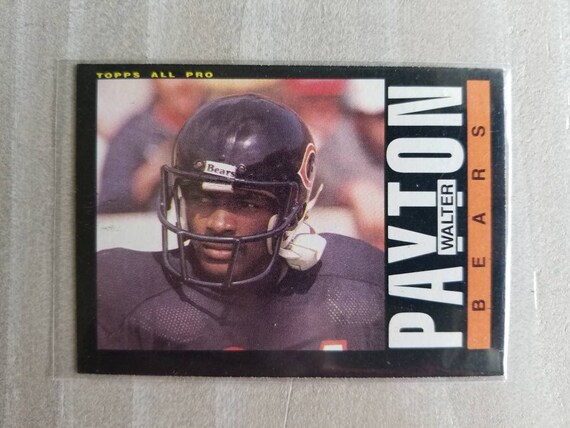 TOPPS ALL PRO
Bears
PAYTON
WALTER
BEARS